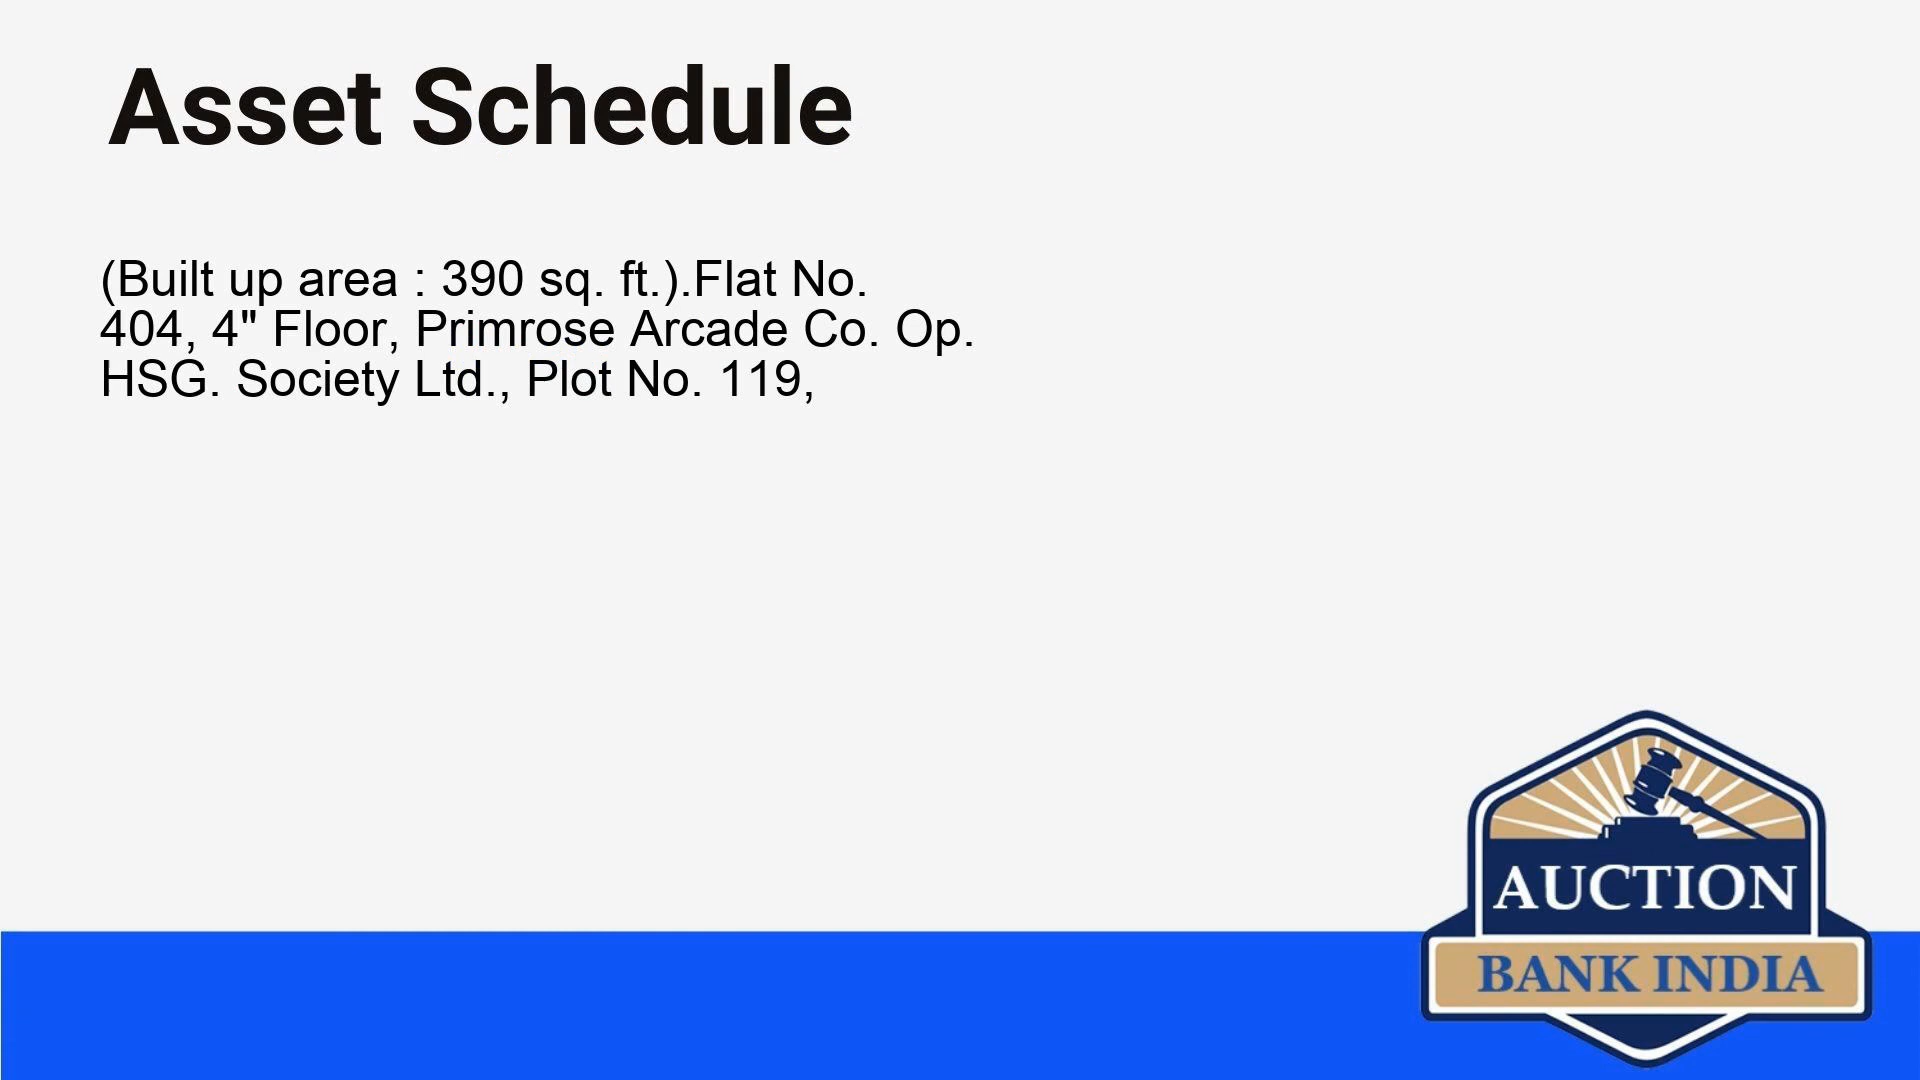 Asset Schedule
(Built up area : 390 sq. ft.).Flat No.
404, 4" Floor, Primrose Arcade Co. Op.
HSG. Society Ltd., Plot No. 119,
AUCTION
BANK INDIA